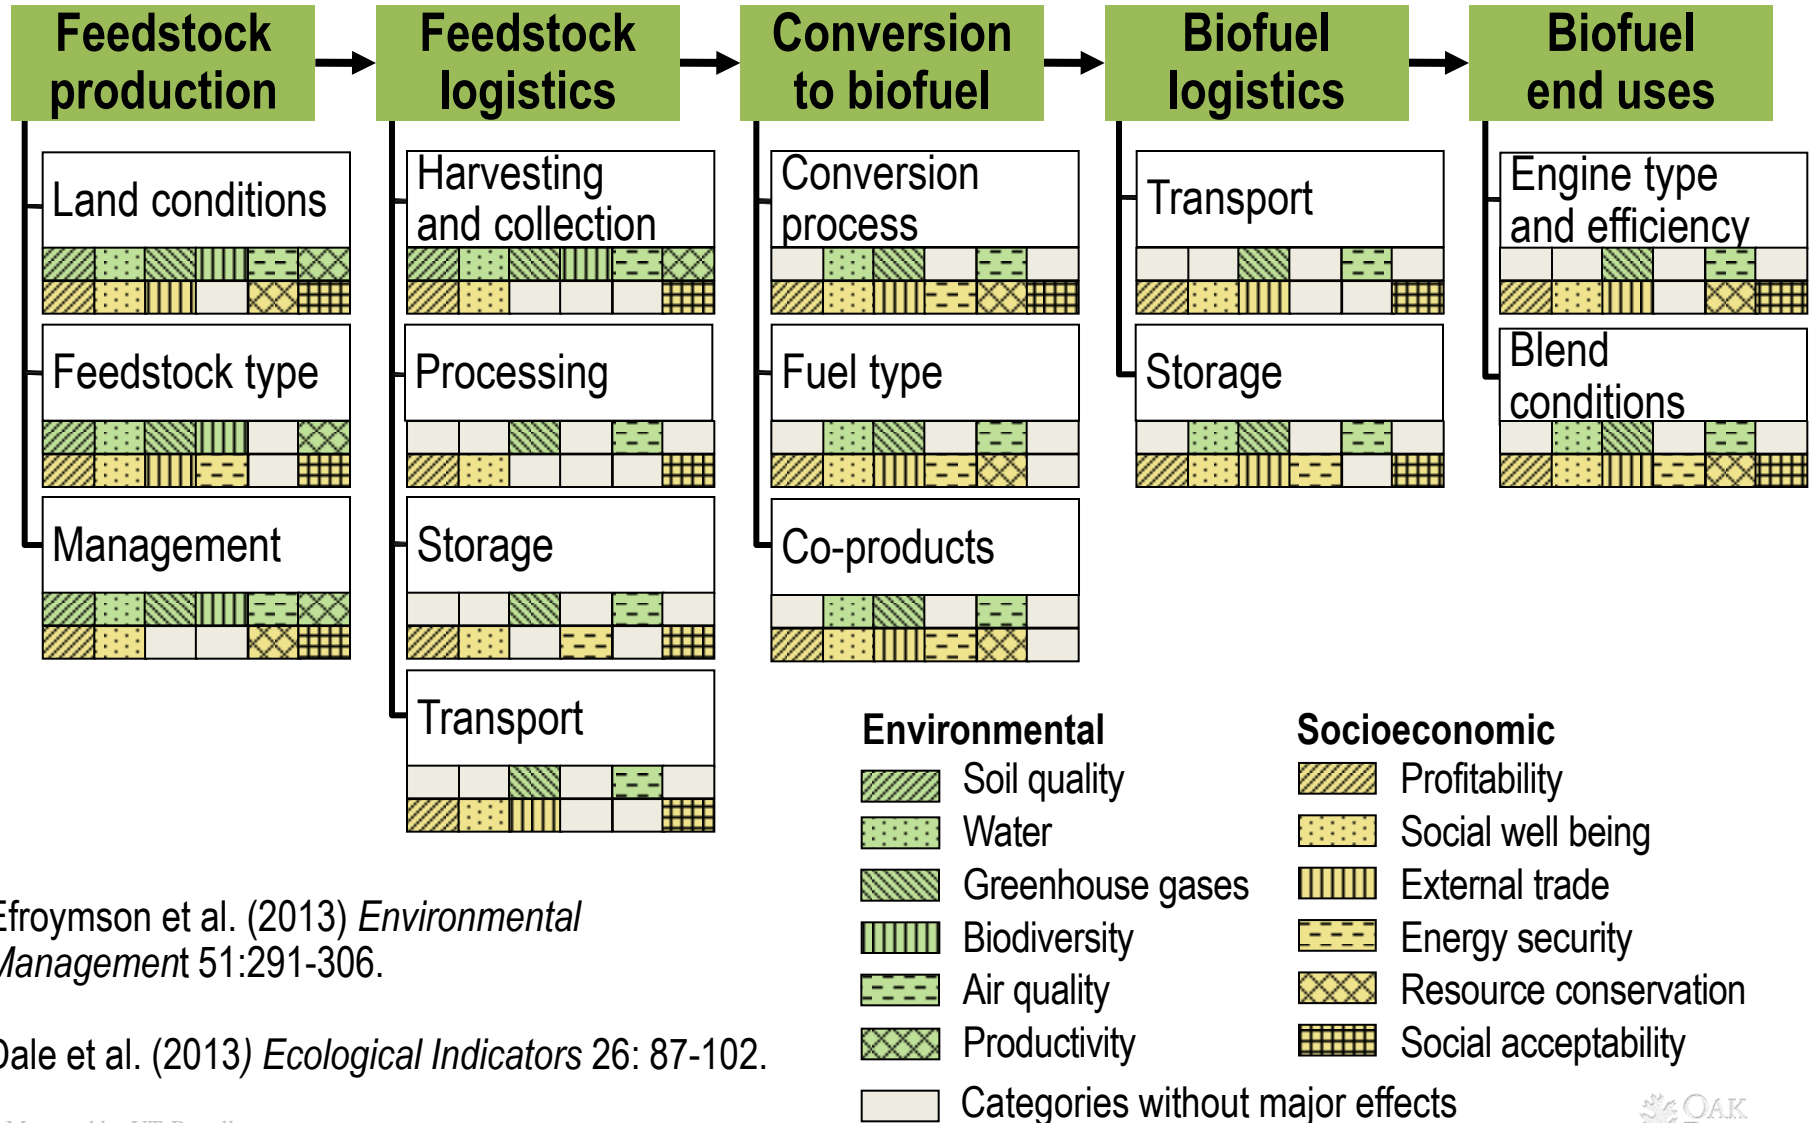 Feedstock
production
Feedstock
logistics
Conversion
to biofuel
Biofuel
logistics
Biofuel
end uses
Land conditions
Feedstock type
Management
Harvesting
and collection
Processing
Storage
Transport
Conversion
process
Fuel type
Co-products
Transport
Storage
Engine type
and efficiency
Blend
conditions
Environmental
Soil quality
Water
Greenhouse gases
Biodiversity
Air quality
Productivity
Categories without major effects
Socioeconomic
Profitability
Social well being
External trade
Energy security
Resource conservation
Social acceptability
Efroymson et al. (2013) Environmental
Management 51:291-306.
Dale et al. (2013) Ecological Indicators 26: 87-102.
OAK